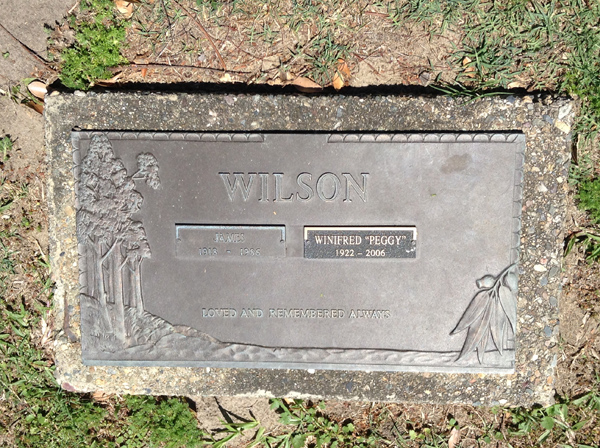 WILSON
JAMES
WINIFRED "PEGGY"
1922 – 2006
LOVED AND REMEMBERED ALWAYS